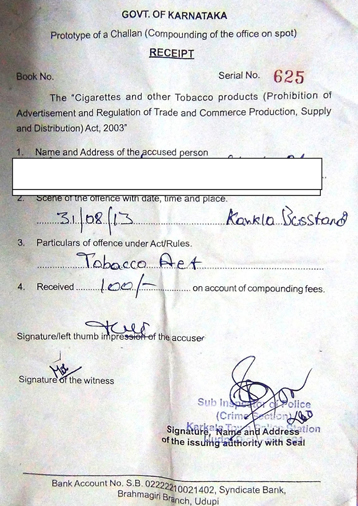 GOVT. OF KARNATAKA
Prototype of a Challan (Compounding of the office on spot)
RECEIPT
Book No. Serial No. 625
The "Cigarettes and other Tobacco products (Prohibition of
Advertisement and Regulation of Trade and Commerce Production, Supply
and Distribution) Act, 2003"
1. Name and Address of the accused person
2. Scene of the offence with date, time and place.
31/08/13 Karkla Busstand
3. Particulars of offence under Act/Rules.
Tobacco Act
4. Received 100/- on account of compounding fees.
Signature/left thumb impression of the accuser
Signature of the witness
Sub Inspector of Police
(Crime Section)
Signature, Name and Address
of the issuing authority with Seal
Bank Account No. S.B. 02222210021402, Syndicate Bank,
Brahmagiri Branch, Udupi